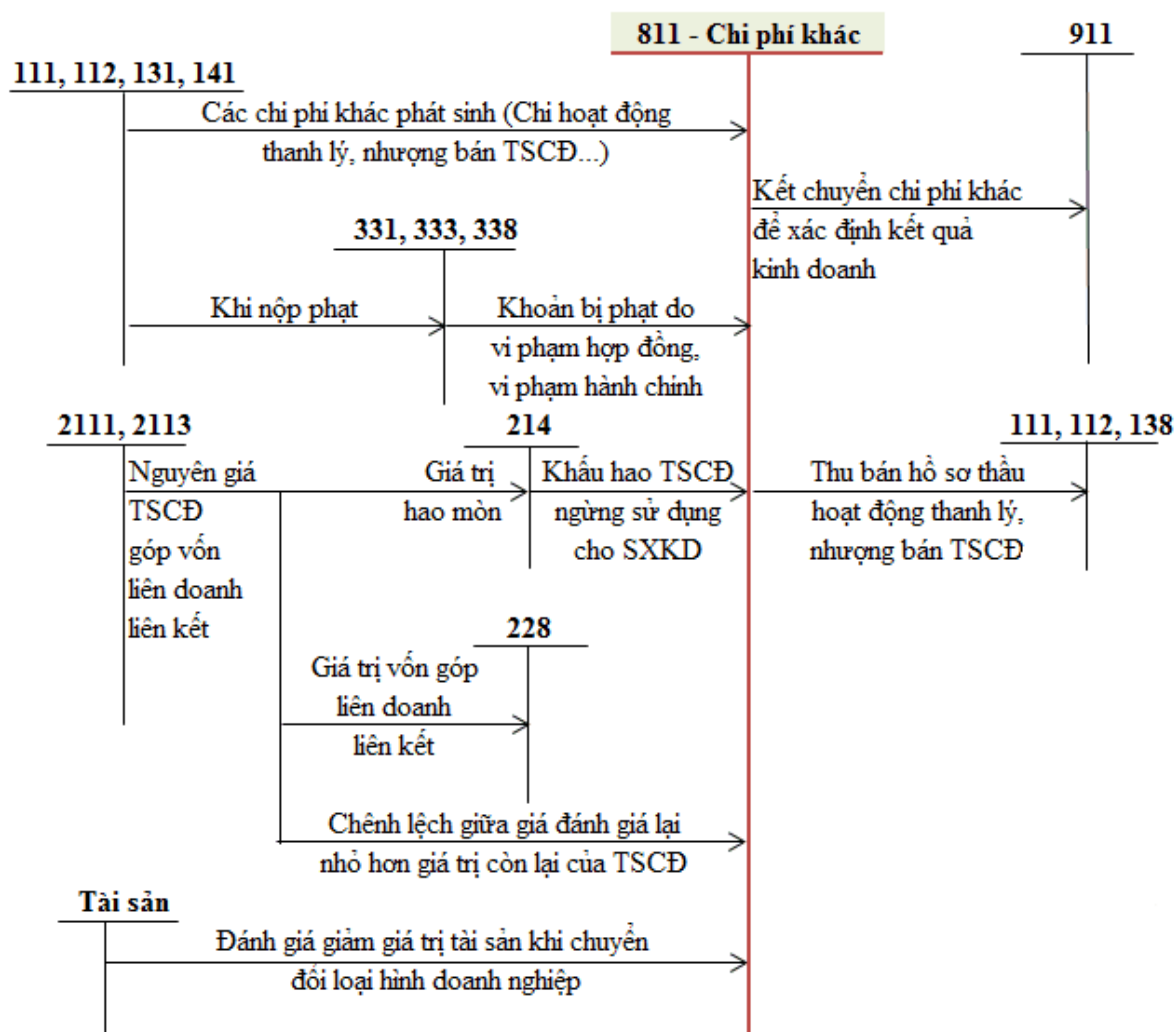 811 - Chi phí khác
911
111, 112, 131, 141
Các chi phí khác phát sinh (Chi hoạt động
thanh lý, nhượng bán TSCĐ...)
Kết chuyển chi phí khác
để xác định kết quả
kinh doanh
331, 333, 338
Khi nộp phạt
Khoản bị phạt do
vi phạm hợp đồng,
vi phạm hành chính
2111, 2113
Nguyên giá
TSCĐ
góp vốn
liên doanh
liên kết
214
Giá trị
hao mòn
Khấu hao TSCĐ
ngừng sử dụng
cho SXKD
111, 112, 138
Thu bán hồ sơ thầu
hoạt động thanh lý,
nhượng bán TSCĐ
228
Giá trị vốn góp
liên doanh
liên kết
Chênh lệch giữa giá đánh giá lại
nhỏ hơn giá trị còn lại của TSCĐ
Tài sản
Đánh giá giảm giá trị tài sản khi chuyển
đổi loại hình doanh nghiệp